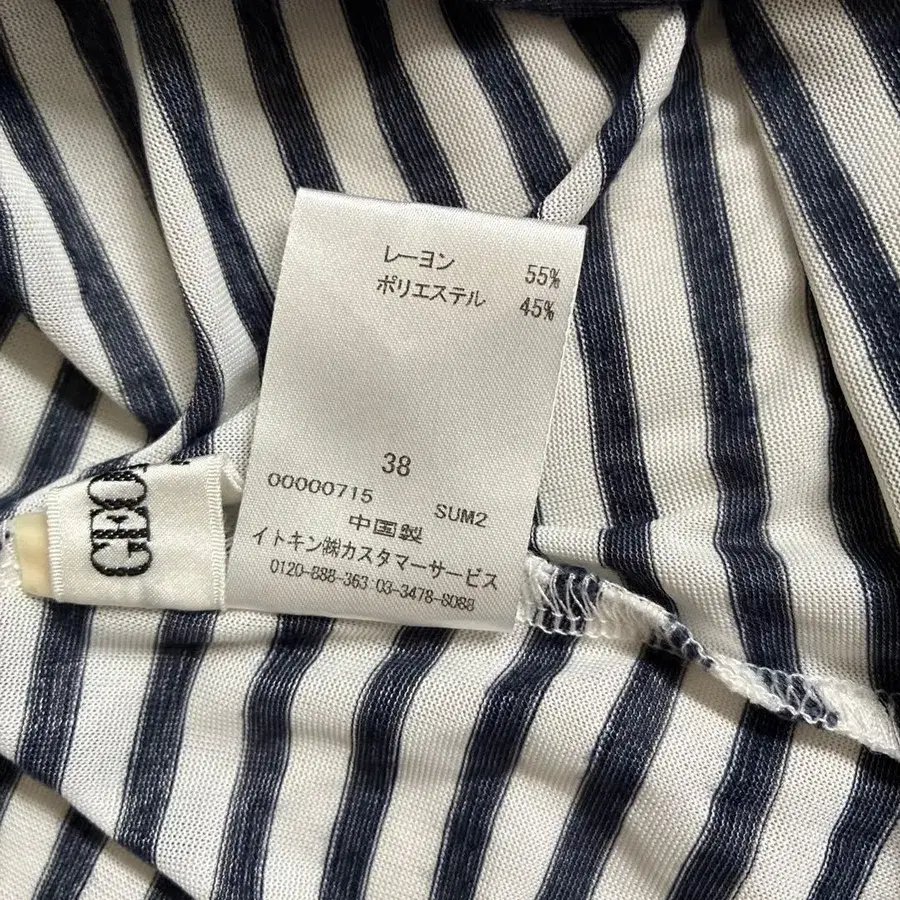 レーヨン 55%
ポリエステル 45%
38
00000715 SUM2
中国製
イトキン㈱カスタマーサービス
0120-888-363 03-3478-8088
GEO